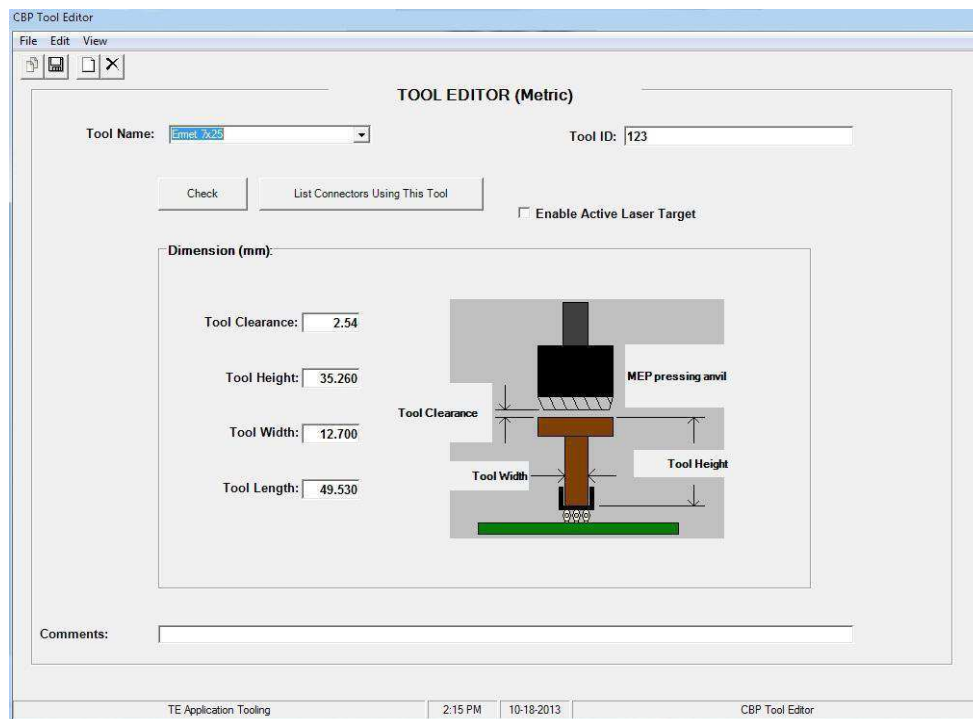 CBP Tool Editor
File Edit View
TOOL EDITOR (Metric)
Tool Name: Ermet 7x25
Tool ID: 123
Check
List Connectors Using This Tool
Enable Active Laser Target
Dimension (mm):
Tool Clearance: 2.54
Tool Height: 35.260
Tool Width: 12.700
Tool Length: 49.530
MEP pressing anvil
Tool Clearance
Tool Height
Tool Width
Comments:
TE Application Tooling 2:15 PM 10-18-2013 CBP Tool Editor